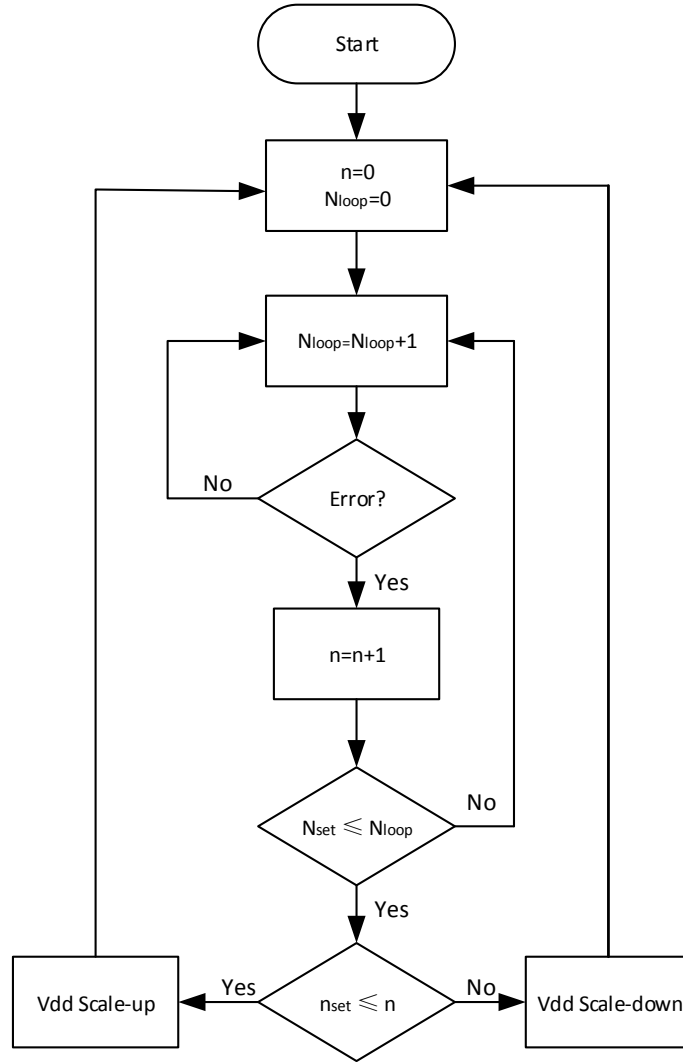 Start
n=0
Nloop=0
Nloop=Nloop+1
No
Error?
Yes
n=n+1
No
Nset ≤ Nloop
Yes
Yes
No
Vdd Scale-up
nset ≤ n
Vdd Scale-down